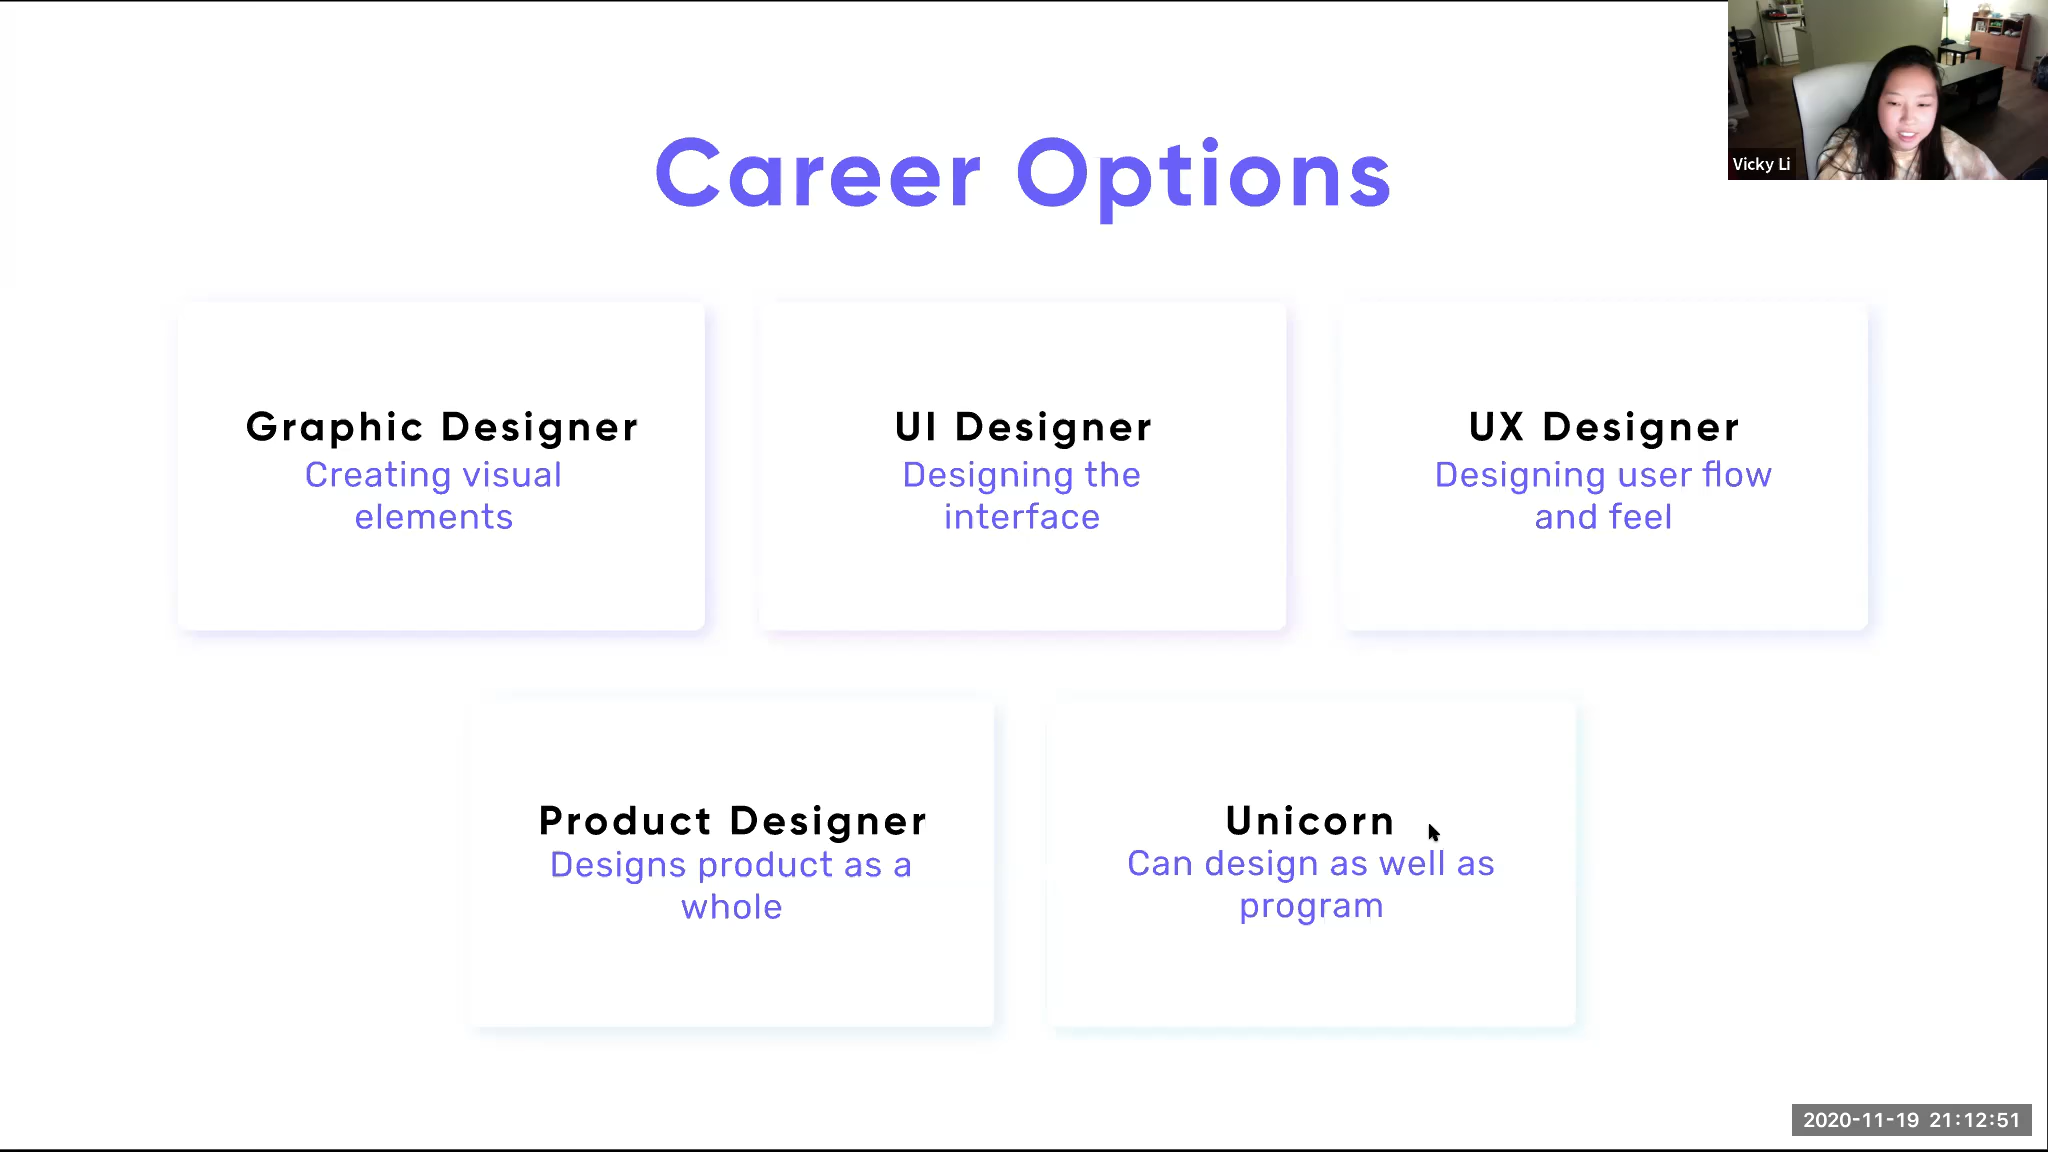 Career Options
Vicky Li
Graphic Designer
Creating visual
elements
UI Designer
Designing the
interface
UX Designer
Designing user flow
and feel
Product Designer
Designs product as a
whole
Unicorn
Can design as well as
program
2020-11-19 21:12:51